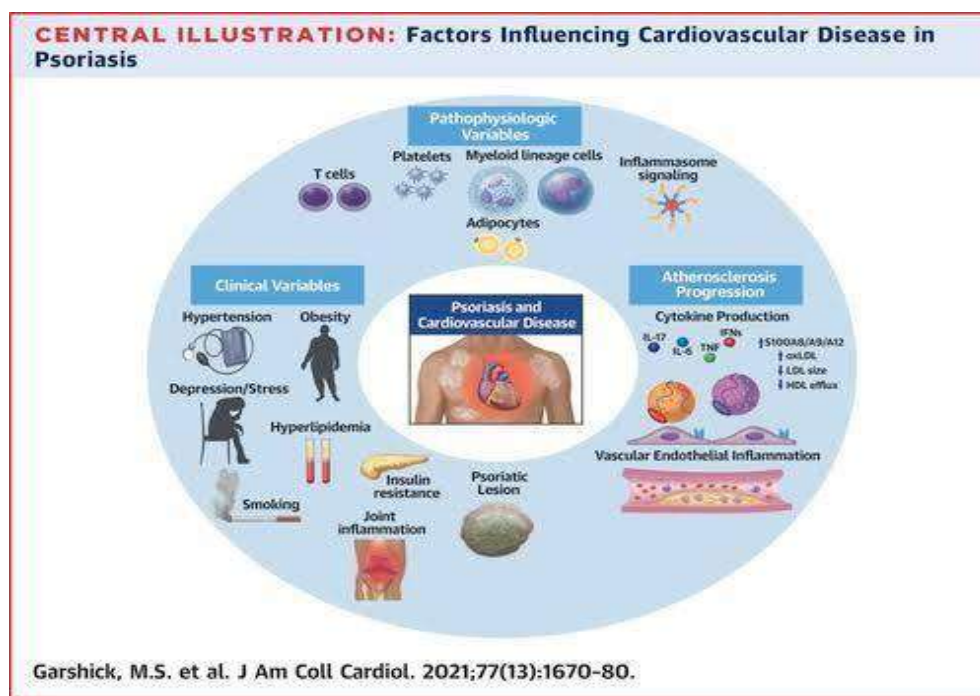 CENTRAL ILLUSTRATION: Factors Influencing Cardiovascular Disease in
Psoriasis
Pathophysiologic
Variables
T cells
Platelets
Myeloid lineage cells
Inflammasome
signaling
Adipocytes
Clinical Variables
Hypertension
Obesity
Depression/Stress
Hyperlipidemia
Smoking
Insulin
resistance
Joint
inflammation
Psoriatic
Lesion
Psoriasis and
Cardiovascular Disease
Atherosclerosis
Progression
Cytokine Production
IL-17
IL-6
TNF
IFNs
↑S100A8/A9/A12
↑ oxLDL
↓ LDL size
↓ HDL efflux
Vascular Endothelial Inflammation
Garshick, M.S. et al. J Am Coll Cardiol. 2021;77(13):1670-80.